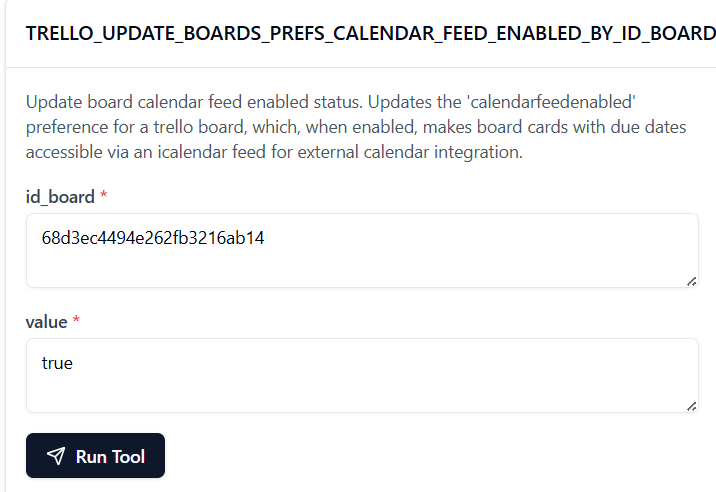 TRELLO_UPDATE_BOARDS_PREFS_CALENDAR_FEED_ENABLED_BY_ID_BOARD
Update board calendar feed enabled status. Updates the 'calendarfeedenabled'
preference for a trello board, which, when enabled, makes board cards with due dates
accessible via an icalendar feed for external calendar integration.
id_board *
68d3ec4494e262fb3216ab14
value *
true
Run Tool